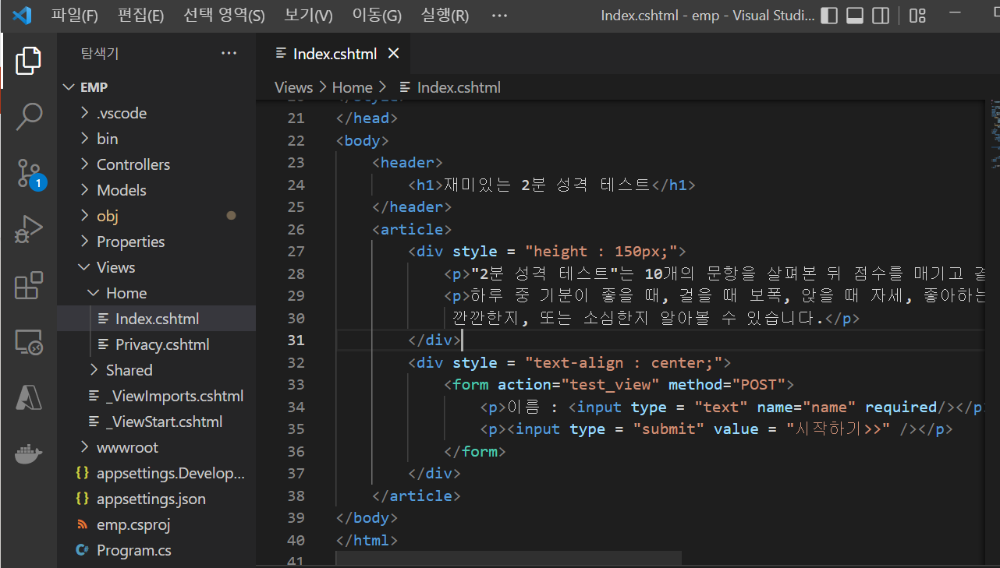 파일(F) 편집(E) 선택 영역(S) 보기(V) 이동(G) 실행(R) ··· Index.cshtml - emp - Visual Studi...
탐색기 ···
EMP
.vscode
bin
Controllers
Models
obj
Properties
Views
Home
Index.cshtml
Privacy.cshtml
Shared
_ViewImports.cshtml
_ViewStart.cshtml
wwwroot
{} appsettings.Develop...
{} appsettings.json
emp.csproj
C# Program.cs
1
Index.cshtml
Views > Home > Index.cshtml
21 </head>
22 <body>
23 <header>
24 <h1>재미있는 2분 성격 테스트</h1>
25 </header>
26 <article>
27 <div style = "height : 150px;">
28 <p>"2분 성격 테스트"는 10개의 문항을 살펴본 뒤 점수를 매기고
29 <p>하루 중 기분이 좋을 때, 걸을 때 보폭, 앉을 때 자세, 좋아하는
30 깐깐한지, 또는 소심한지 알아볼 수 있습니다.</p>
31 </div>
32 <div style = "text-align : center;">
33 <form action="test_view" method="POST">
34 <p>이름 : <input type = "text" name="name" required/></p
35 <p><input type = "submit" value = "시작하기>>" /></p>
36 </form>
37 </div>
38 </article>
39 </body>
40 </html>
41